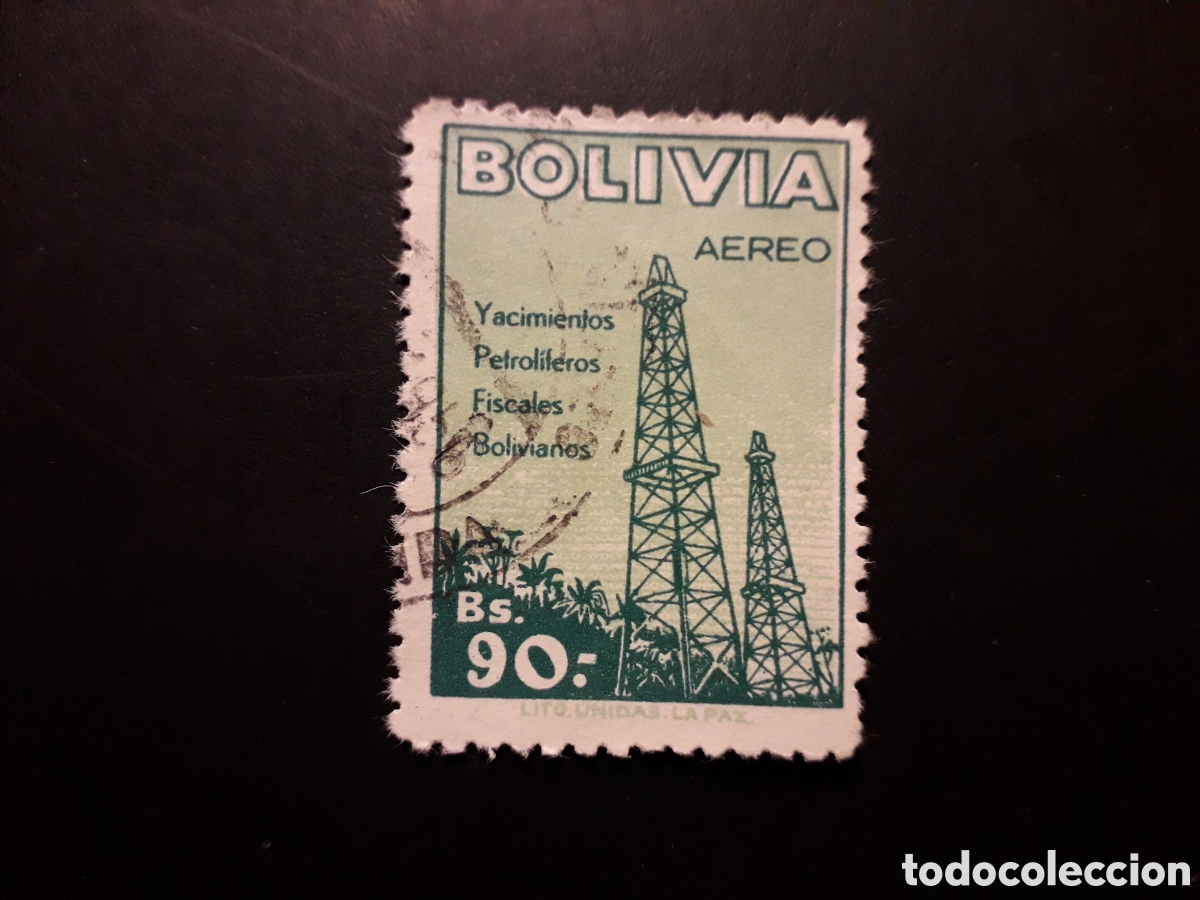 BOLIVIA
AEREO
Yacimientos
Petrolíferos
Fiscales
Bolivianos
Bs.
90.-
LITO. UNIDAS. LA PAZ.
todocoleccion